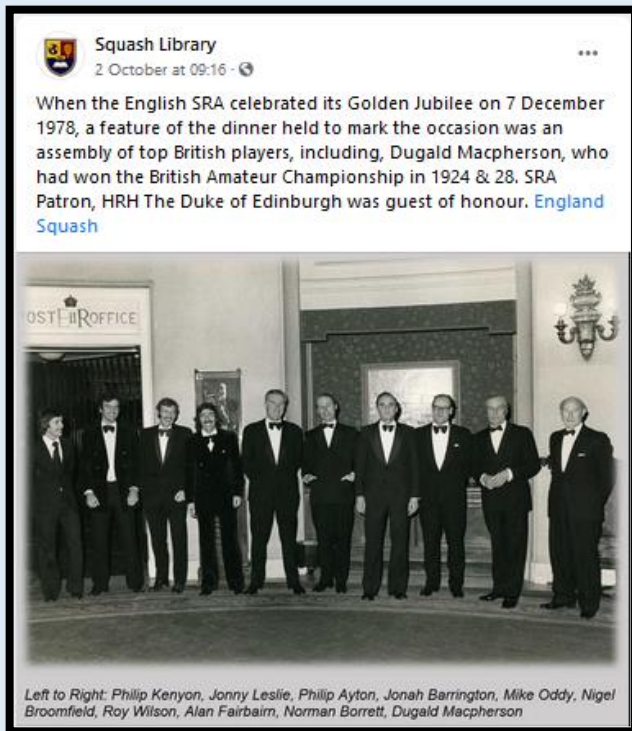 Squash Library
2 October at 09:16 ·
When the English SRA celebrated its Golden Jubilee on 7 December
1978, a feature of the dinner held to mark the occasion was an
assembly of top British players, including, Dugald Macpherson, who
had won the British Amateur Championship in 1924 & 28. SRA
Patron, HRH The Duke of Edinburgh was guest of honour. England
Squash
OST EIIR OFFICE
Left to Right: Philip Kenyon, Jonny Leslie, Philip Ayton, Jonah Barrington, Mike Oddy, Nigel
Broomfield, Roy Wilson, Alan Fairbairn, Norman Borrett, Dugald Macpherson